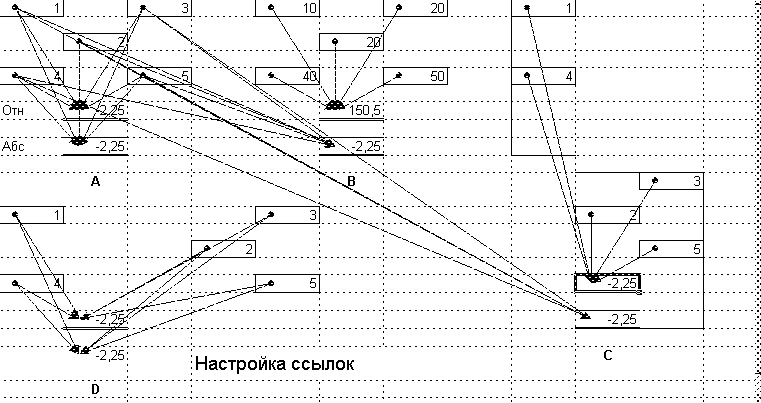 1 3 10 20 1
2 20
4 5 40 50 4
Отн -2,25 150,5
Абс -2,25 -2,25
A B 3
1 3 2
2 5
4 5 -2,25
-2,25 -2,25
-2,25 C
Настройка ссылок
D